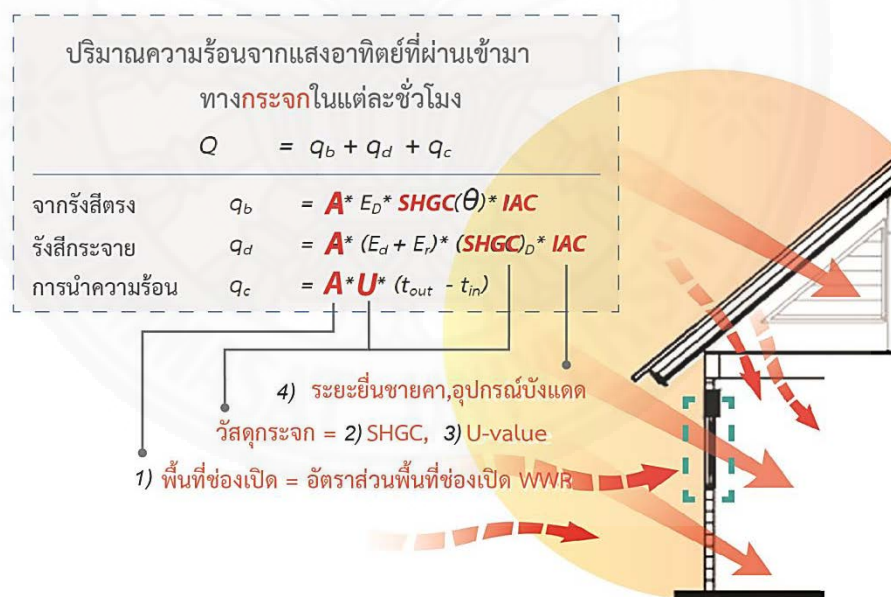 ปริมาณความร้อนจากแสงอาทิตย์ที่ผ่านเข้ามา
ทางกระจกในแต่ละชั่วโมง
Q = q_b + q_d + q_c
จากรังสีตรง q_b = A* E_D* SHGC(θ)* IAC
รังสีกระจาย q_d = A* (E_d + E_r)* (SHGC)_D* IAC
การนำความร้อน q_c = A*U* (t_out - t_in)
4) ระยะยื่นชายคา,อุปกรณ์บังแดด
วัสดุกระจก = 2) SHGC, 3) U-value
1) พื้นที่ช่องเปิด = อัตราส่วนพื้นที่ช่องเปิด WWR